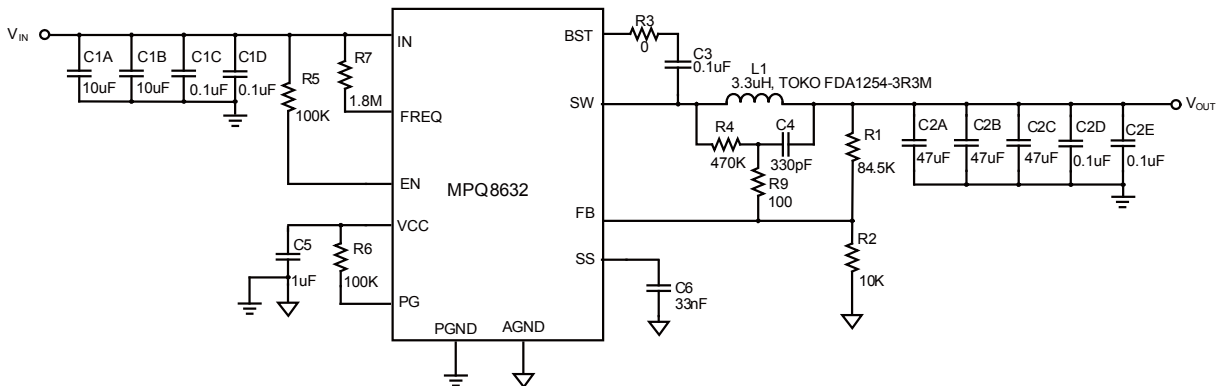 V_IN
C1A
10uF
C1B
10uF
C1C
0.1uF
C1D
0.1uF
R5
100K
R7
1.8M
IN
FREQ
EN
VCC
PG
PGND
AGND
MPQ8632
BST
SW
FB
SS
C5
1uF
R6
100K
R3
0
C3
0.1uF
L1
3.3uH, TOKO FDA1254-3R3M
R4
470K
C4
330pF
R9
100
R1
84.5K
R2
10K
C6
33nF
C2A
47uF
C2B
47uF
C2C
47uF
C2D
0.1uF
C2E
0.1uF
V_OUT